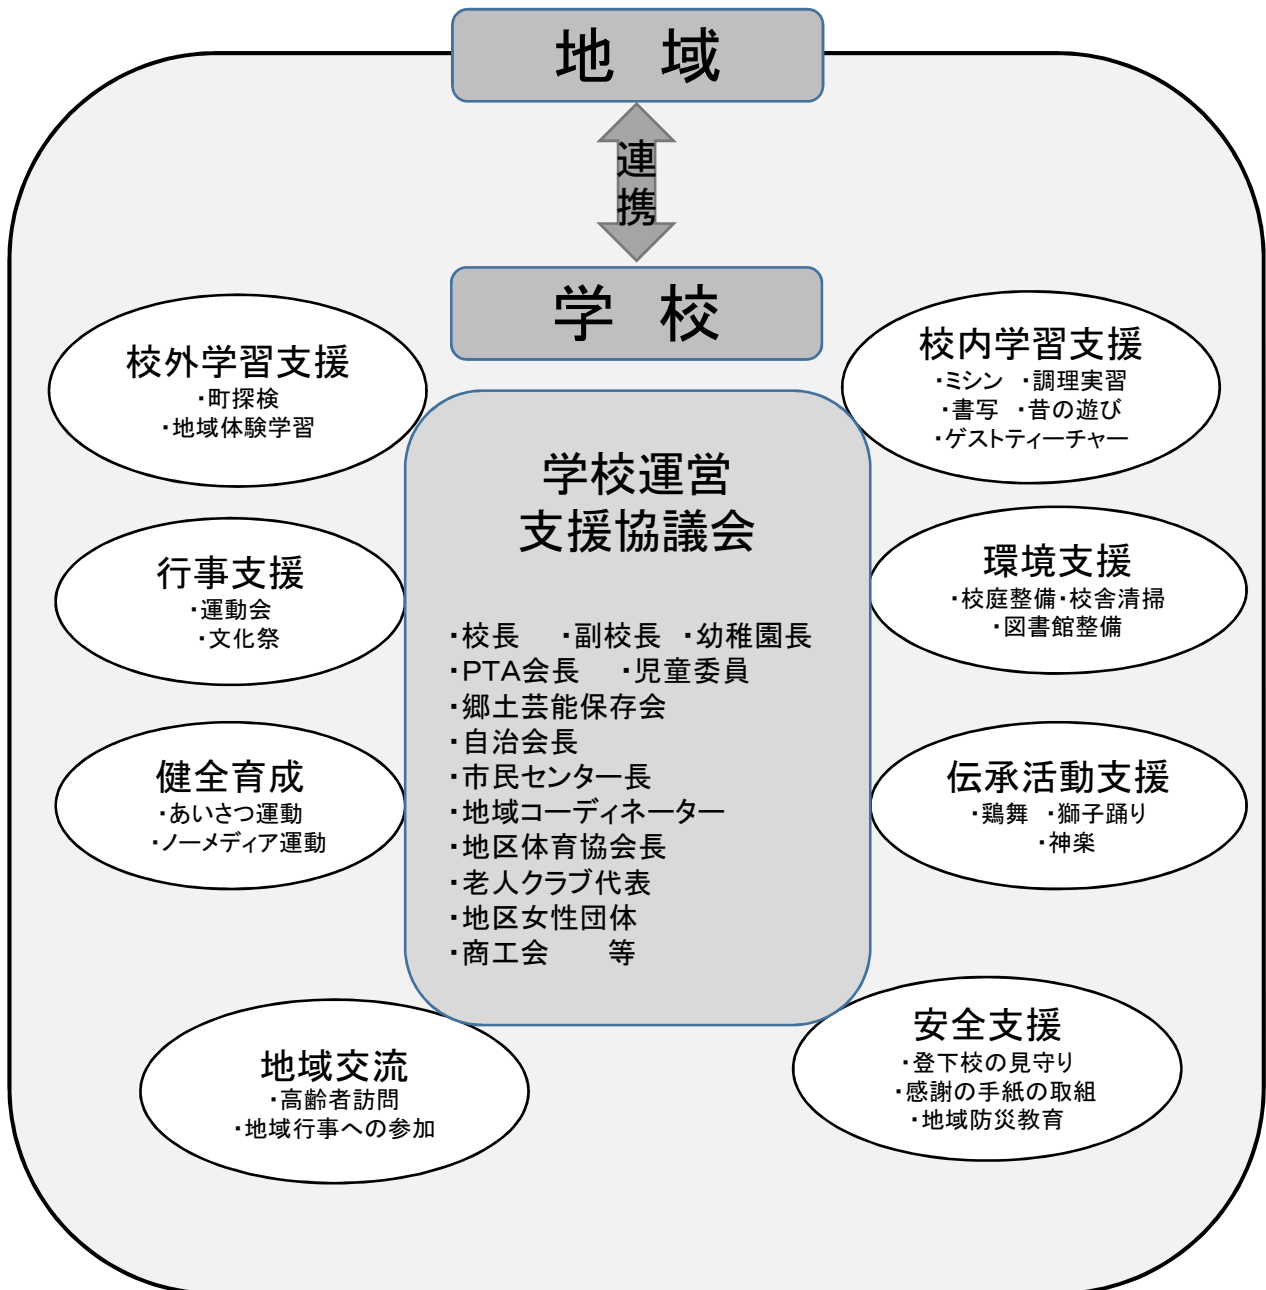 地　域
連
携
学　校
校外学習支援
・町探検
・地域体験学習
行事支援
・運動会
・文化祭
健全育成
・あいさつ運動
・ノーメディア運動
地域交流
・高齢者訪問
・地域行事への参加
学校運営
支援協議会
・校長　・副校長　・幼稚園長
・PTA会長　・児童委員
・郷土芸能保存会
・自治会長
・市民センター長
・地域コーディネーター
・地区体育協会長
・老人クラブ代表
・地区女性団体
・商工会　　等
校内学習支援
・ミシン　・調理実習
・書写　・昔の遊び
・ゲストティーチャー
環境支援
・校庭整備・校舎清掃
・図書館整備
伝承活動支援
・鶏舞　・獅子踊り
・神楽
安全支援
・登下校の見守り
・感謝の手紙の取組
・地域防災教育